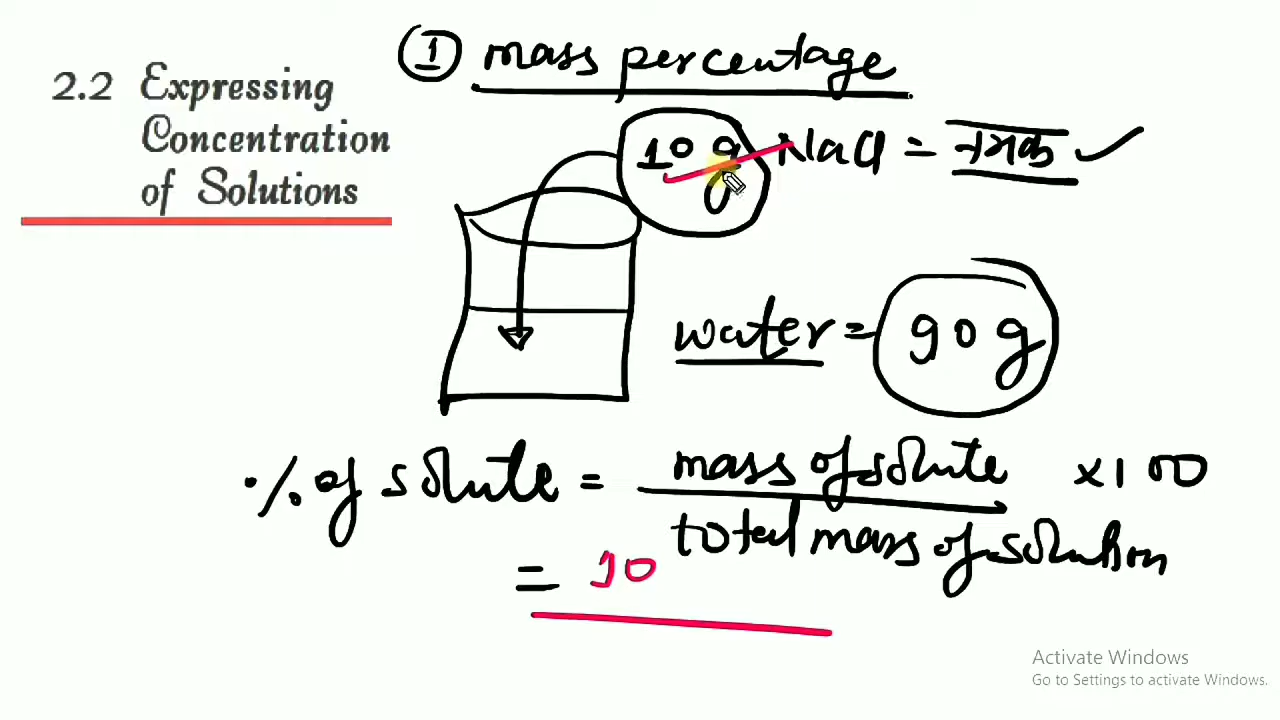 ① mass percentage
2.2 Expressing
Concentration
of Solutions
10 g NaCl =
water = 90 g
% of solute = mass of solute ×100
total mass of solution
= 10
Activate Windows
Go to Settings to activate Windows.